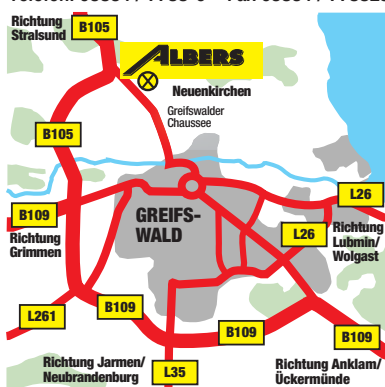 Richtung
Stralsund
B105
ALBERS
Neuenkirchen
Greifswalder
Chaussee
B105
B109
Richtung
Grimmen
GREIFS-
WALD
L26
L26
Richtung
Lubmin/
Wolgast
L261
B109
B109
B109
Richtung Jarmen/
Neubrandenburg
L35
Richtung Anklam/
Ückermünde